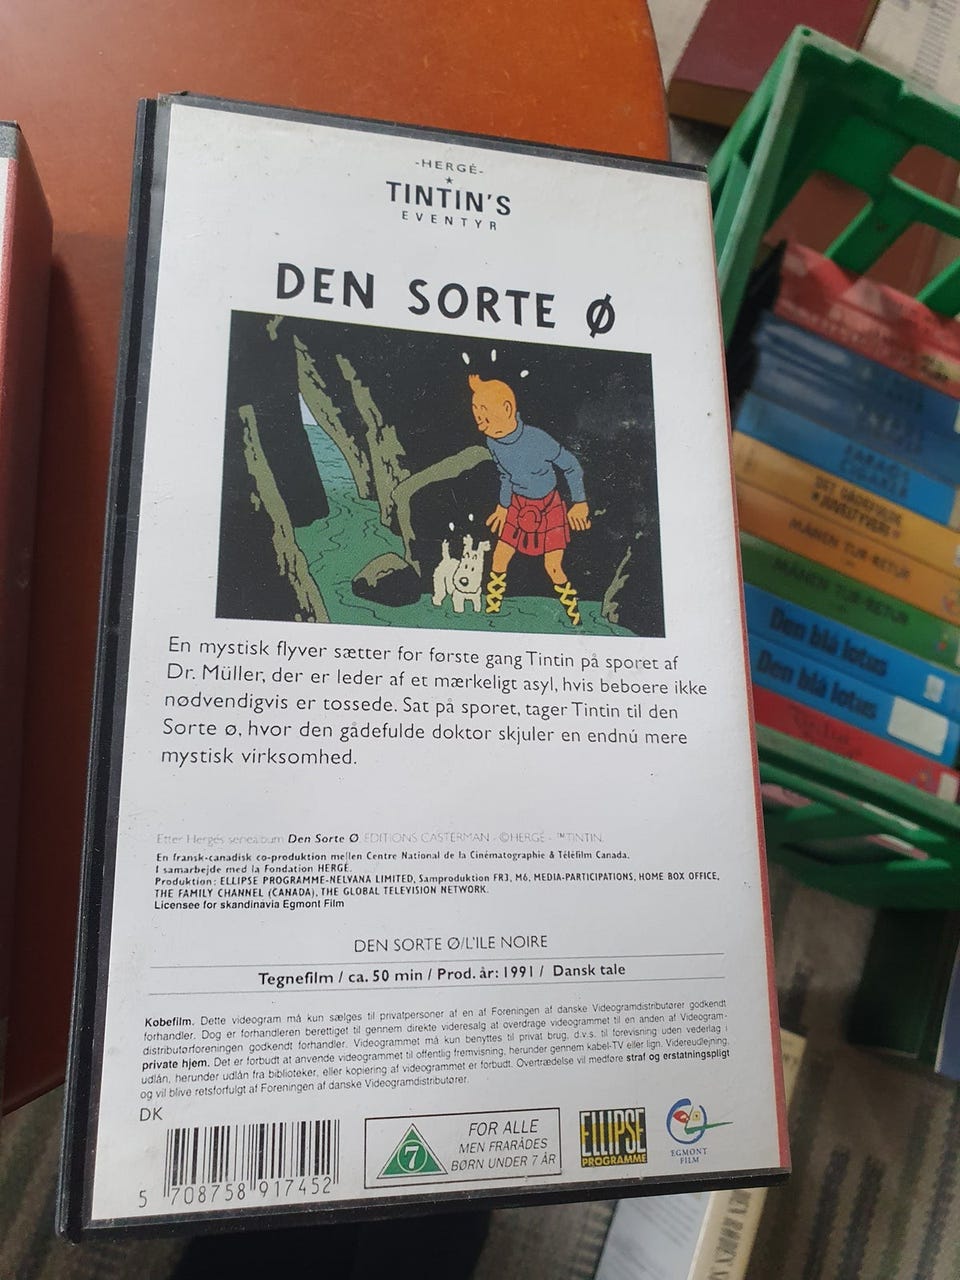 -HERGÉ-
TINTIN'S
EVENTYR
DEN SORTE Ø
En mystisk flyver sætter for første gang Tintin på sporet af
Dr. Müller, der er leder af et mærkeligt asyl, hvis beboere ikke
nødvendigvis er tossede. Sat på sporet, tager Tintin til den
Sorte ø, hvor den gådefulde doktor skjuler en endnú mere
mystisk virksomhed.
Efter Hergés seriealbum Den Sorte Ø. EDITIONS CASTERMAN - ©HERGÉ - ™TINTIN.
En fransk-canadisk co-produktion mellen Centre National de la Cinématographie & Téléfilm Canada.
I samarbejde med la Fondation HERGÉ.
Produktion: ELLIPSE PROGRAMME-NELVANA LIMITED, Samproduktion FR3, M6, MEDIA-PARTICIPATIONS, HOME BOX OFFICE,
THE FAMILY CHANNEL (CANADA), THE GLOBAL TELEVISION NETWORK.
Licensee for skandinavia Egmont Film
DEN SORTE Ø/L'ILE NOIRE
Tegnefilm / ca. 50 min / Prod. år: 1991 / Dansk tale
Købefilm. Dette videogram må kun sælges til privatpersoner af en af Foreningen af danske Videogramdistributører godkendt
forhandler. Dog er forhandleren berettiget til gennem direkte videresalg at overdrage videogrammet til en anden af Videogram-
distributørforeningen godkendt forhandler. Videogrammet må kun benyttes til privat brug, d.v.s. til forevisning uden vederlag i
private hjem. Det er forbudt at anvende videogrammet til offentlig fremvisning, herunder gennem kabel-TV eller lign. Videreudlejning,
udlån, herunder udlån fra biblioteker, eller kopiering af videogrammet er forbudt. Overtrædelse vil medføre straf og erstatningspligt
og vil blive retsforfulgt af Foreningen af danske Videogramdistributører.
DK
5 708758 917452
7
FOR ALLE
MEN FRARÅDES
BØRN UNDER 7 ÅR
ELLIPSE
PROGRAMME
EGMONT
FILM
FARAOS
CIGARER
DET GÅDEFULDE
MÅNEN TUR-RETUR
MÅNEN TUR-RETUR
Den blå lotus
Den blå lotus